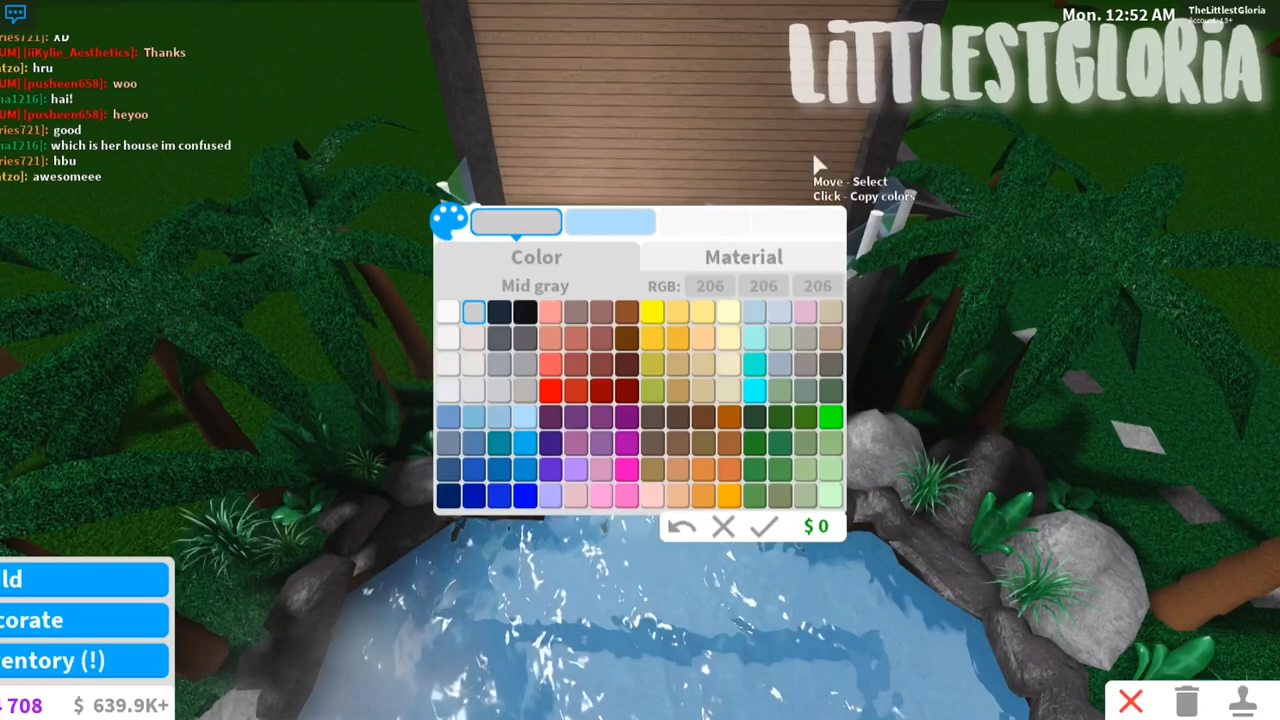 Mon. 12:52 AM
TheLittlestGloria
Account: 13+
LiTTLESTGLORiA
ries721]: XD
UM] [iiKylie_Aesthetics]: Thanks
tzo]: hru
UM] [pusheen658]: woo
na1216]: hai!
UM] [pusheen658]: heyoo
ries721]: good
na1216]: which is her house im confused
ries721]: hbu
tzo]: awesomeee
Move - Select
Click - Copy colors
Color
Material
Mid gray
RGB: 206 206 206
$ 0
ld
corate
entory (!)
708
$ 639.9K+